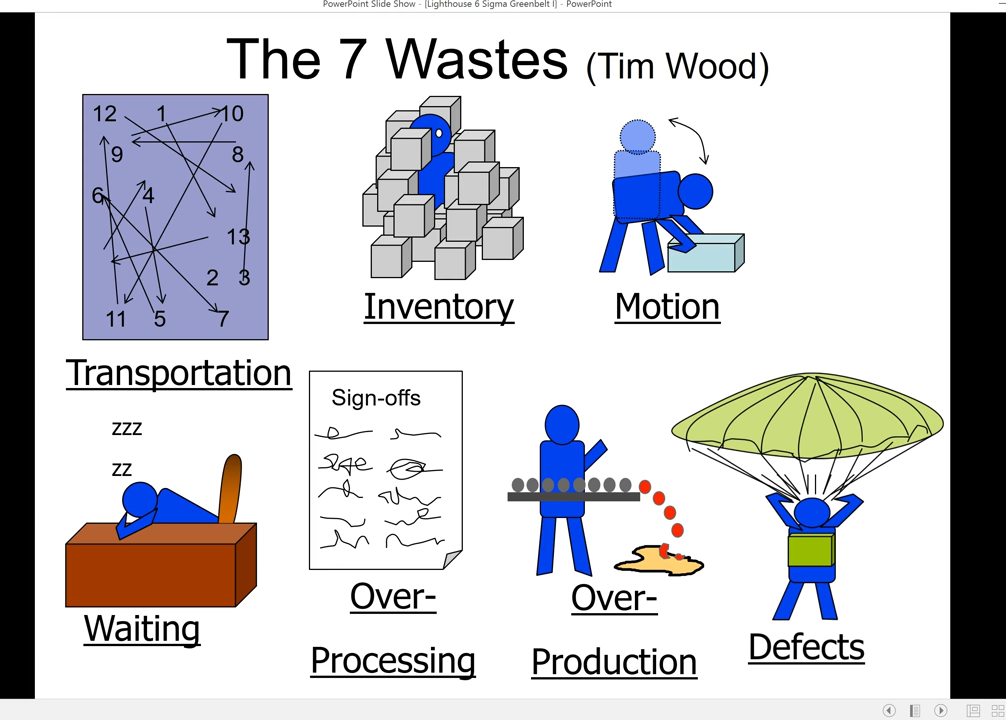 PowerPoint Slide Show - [Lighthouse 6 Sigma Greenbelt I] - PowerPoint
The 7 Wastes (Tim Wood)
12 1 10
9 8
6 4
13
2 3
11 5 7
Transportation
Inventory
Motion
zzz
zz
Waiting
Sign-offs
Over-
Processing
Over-
Production
Defects